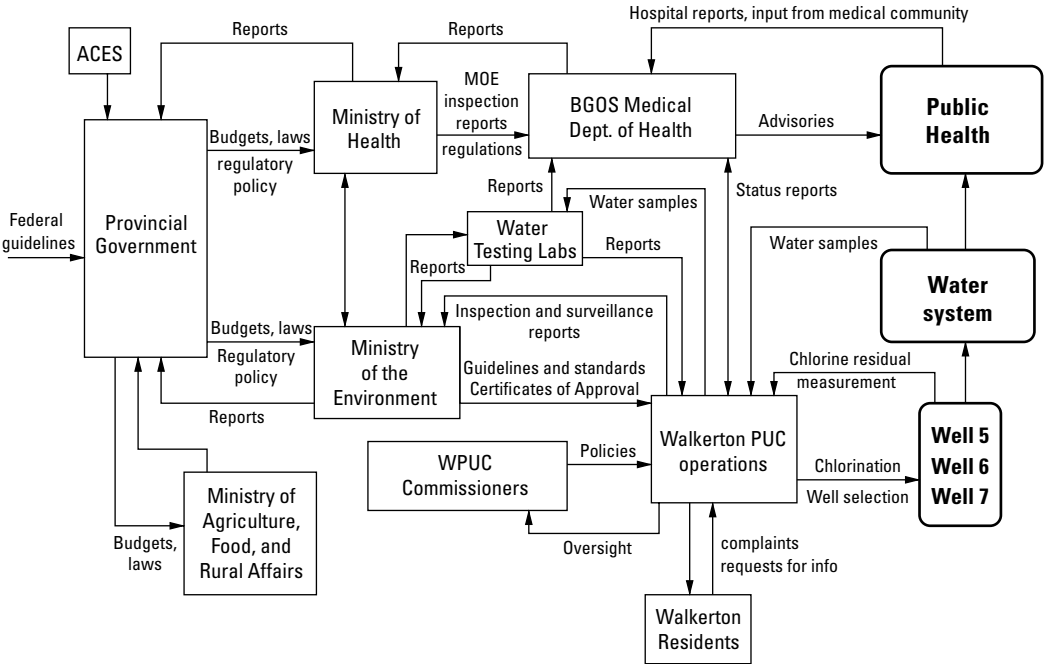 Hospital reports, input from medical community
Reports
Reports
ACES
MOE
inspection
reports
regulations
Ministry of
Health
BGOS Medical
Dept. of Health
Advisories
Public
Health
Budgets, laws
regulatory
policy
Federal
guidelines
Provincial
Government
Reports
Water samples
Status reports
Water
Testing Labs
Reports
Reports
Water samples
Water
system
Inspection and surveillance
reports
Budgets, laws
Regulatory
policy
Ministry
of the
Environment
Guidelines and standards
Certificates of Approval
Chlorine residual
measurement
Reports
WPUC
Commissioners
Policies
Walkerton PUC
operations
Chlorination
Well selection
Well 5
Well 6
Well 7
Ministry of
Agriculture,
Food, and
Rural Affairs
Budgets,
laws
Oversight
complaints
requests for info
Walkerton
Residents